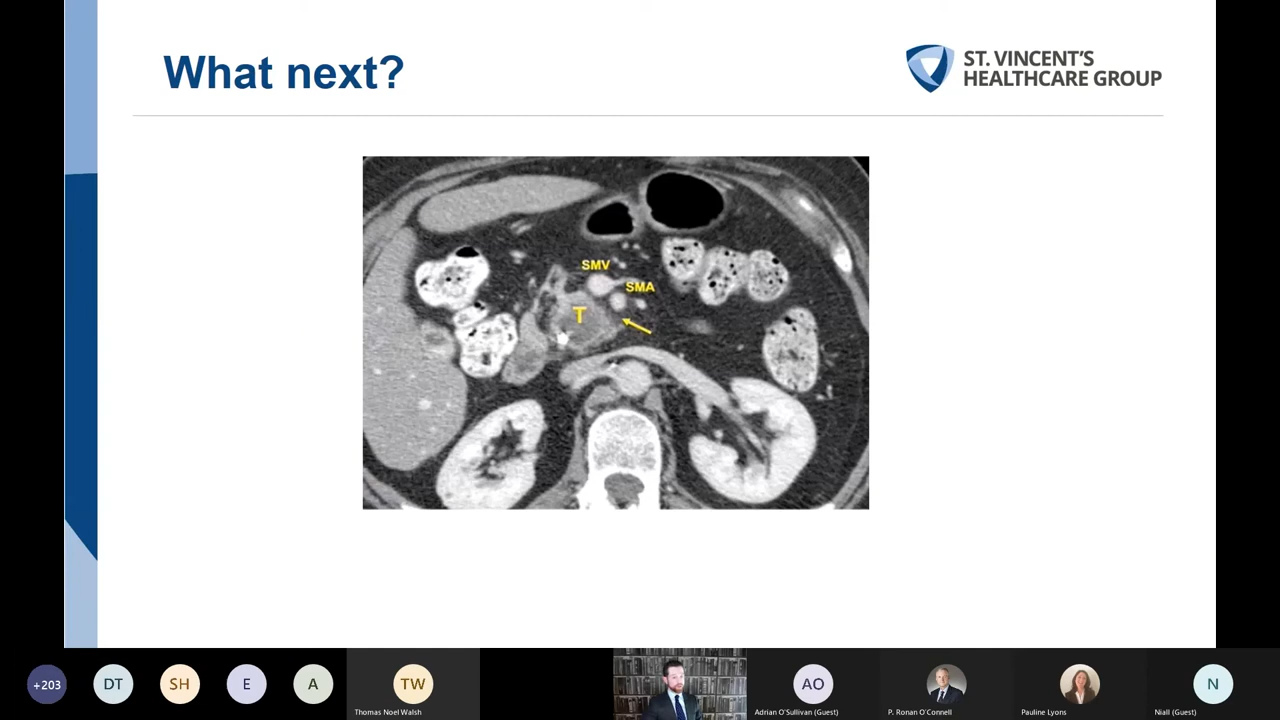 What next?
ST. VINCENT'S
HEALTHCARE GROUP
SMV
SMA
T
+203
DT
SH
E
A
TW
AO
N
Thomas Noel Walsh
Adrian O'Sullivan (Guest)
P. Ronan O'Connell
Pauline Lyons
Niall (Guest)